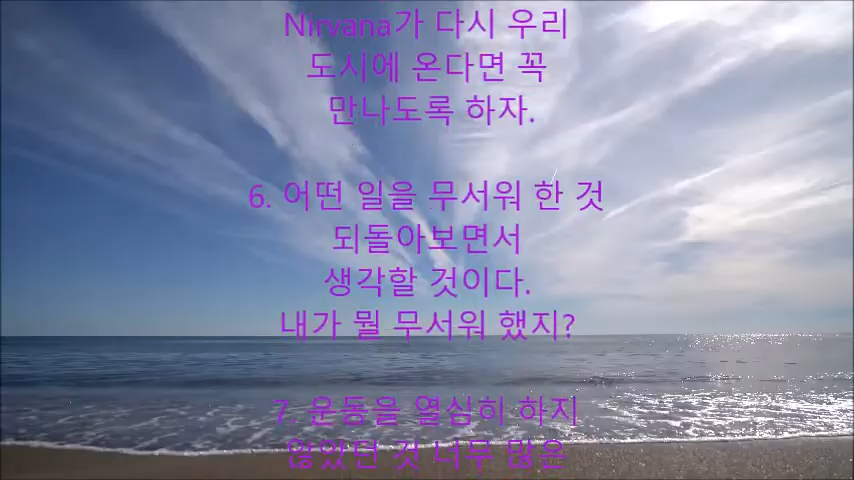 Nirvana가 다시 우리
도시에 온다면 꼭
만나도록 하자.
6. 어떤 일을 무서워 한 것
되돌아보면서
생각할 것이다.
내가 뭘 무서워 했지?
7. 운동을 열심히 하지
않았던 것 너무 많은